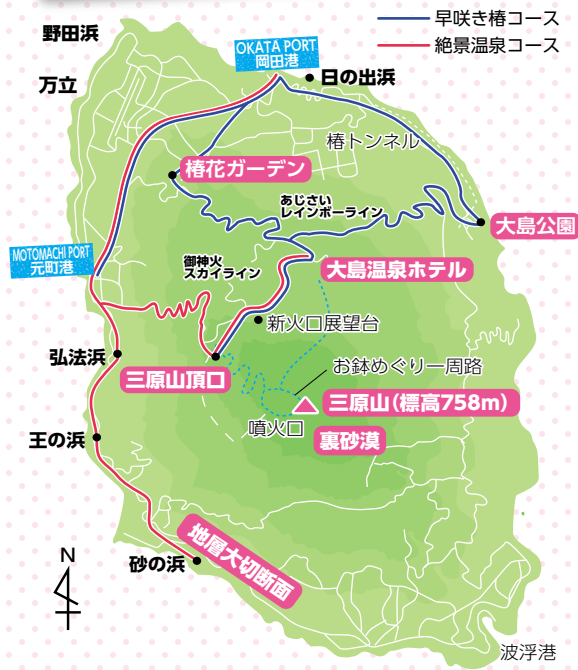 早咲き椿コース
絶景温泉コース
野田浜
OKATA PORT
岡田港
日の出浜
万立
椿トンネル
椿花ガーデン
あじさい
レインボーライン
大島公園
MOTOMACHI PORT
元町港
御神火
スカイライン
大島温泉ホテル
新火口展望台
弘法浜
お鉢めぐり一周路
三原山頂口
三原山(標高758m)
噴火口
裏砂漠
王の浜
地層大切断面
砂の浜
N
波浮港